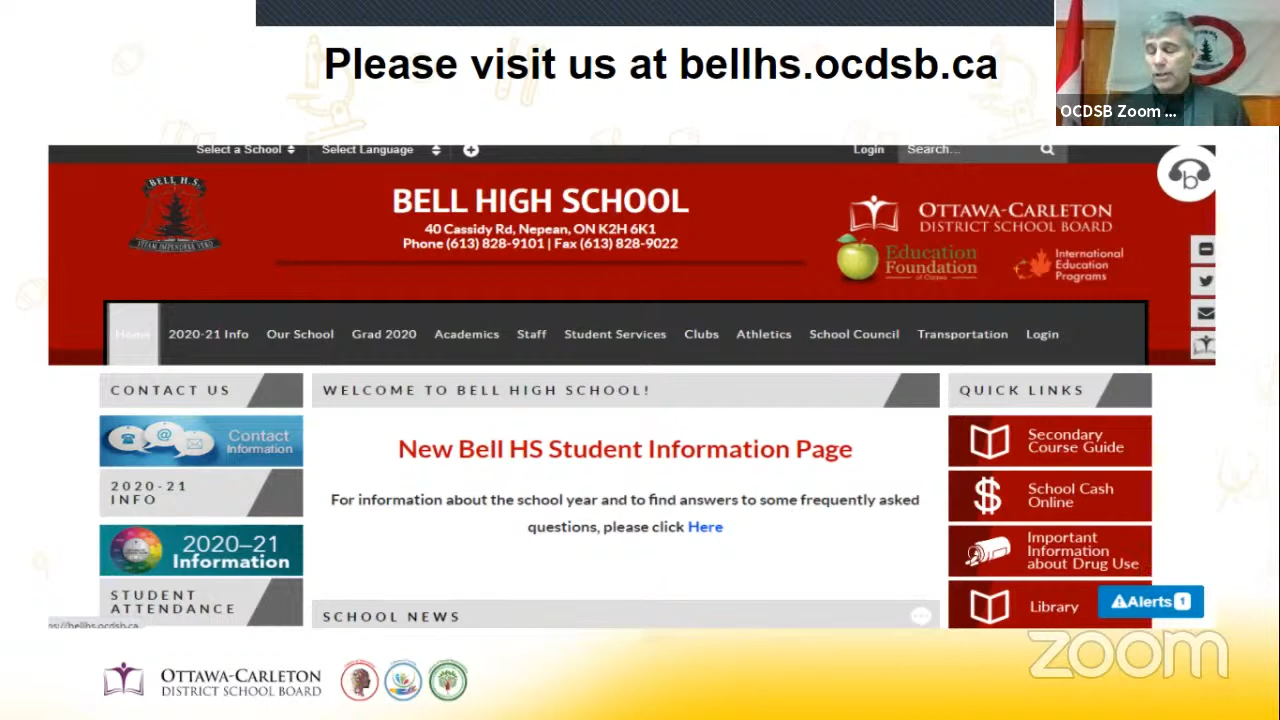 Please visit us at bellhs.ocdsb.ca
OCDSB Zoom ...
Select a School
Select Language
Login
Search...
BELL H.S.
BELL HIGH SCHOOL
40 Cassidy Rd, Nepean, ON K2H 6K1
Phone (613) 828-9101 | Fax (613) 828-9022
OTTAWA-CARLETON
DISTRICT SCHOOL BOARD
Education
Foundation
of Ottawa
International
Education
Programs
b
Home
2020-21 Info
Our School
Grad 2020
Academics
Staff
Student Services
Clubs
Athletics
School Council
Transportation
Login
CONTACT US
Contact
Information
2020-21
INFO
2020–21
Information
STUDENT
ATTENDANCE
WELCOME TO BELL HIGH SCHOOL!
New Bell HS Student Information Page
For information about the school year and to find answers to some frequently asked
questions, please click Here
SCHOOL NEWS
QUICK LINKS
Secondary
Course Guide
School Cash
Online
Important
Information
about Drug Use
Library
Alerts 1
OTTAWA-CARLETON
DISTRICT SCHOOL BOARD
zoom